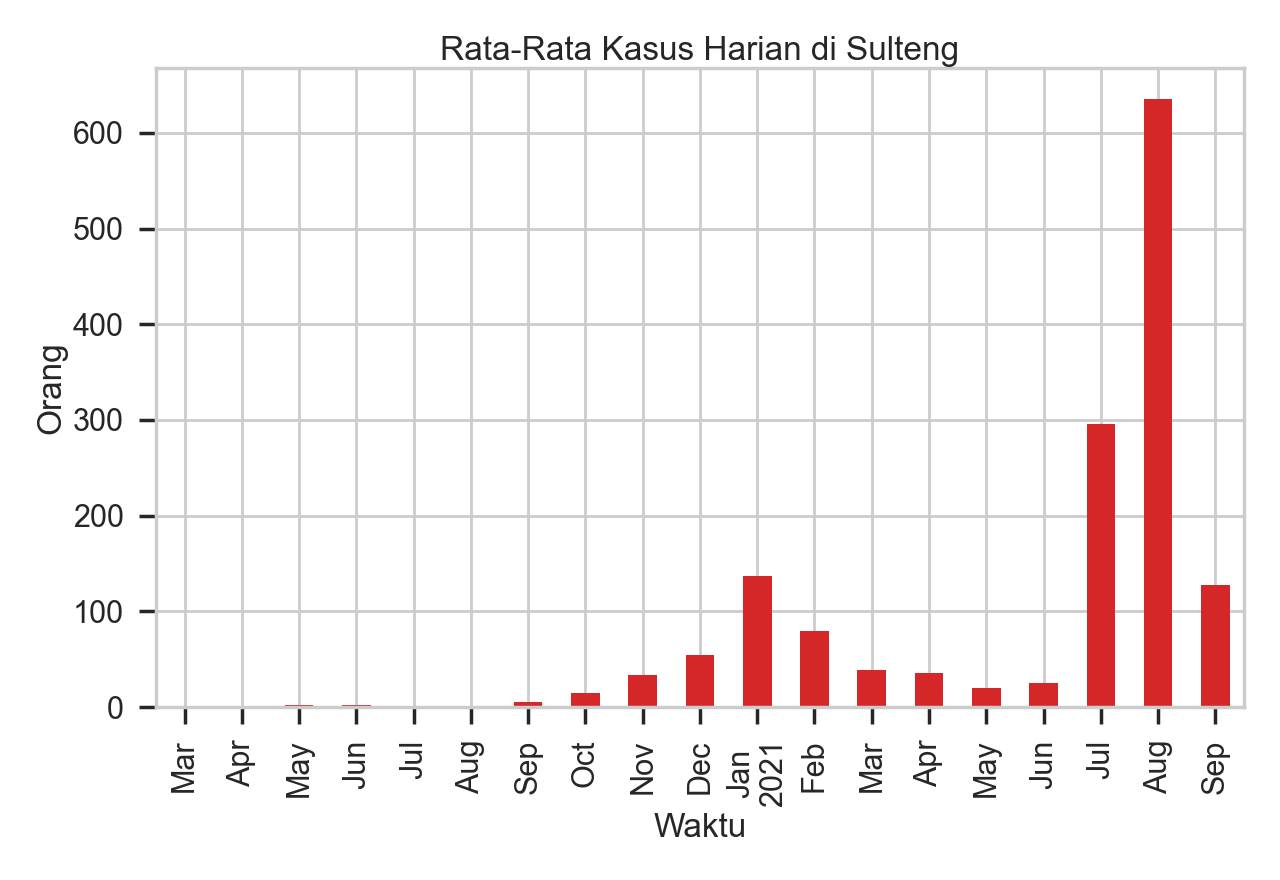 Rata-Rata Kasus Harian di Sulteng
600
500
400
300
200
100
0
Orang
Mar
Apr
May
Jun
Jul
Aug
Sep
Oct
Nov
Dec
Jan
2021
Feb
Mar
Apr
May
Jun
Jul
Aug
Sep
Waktu